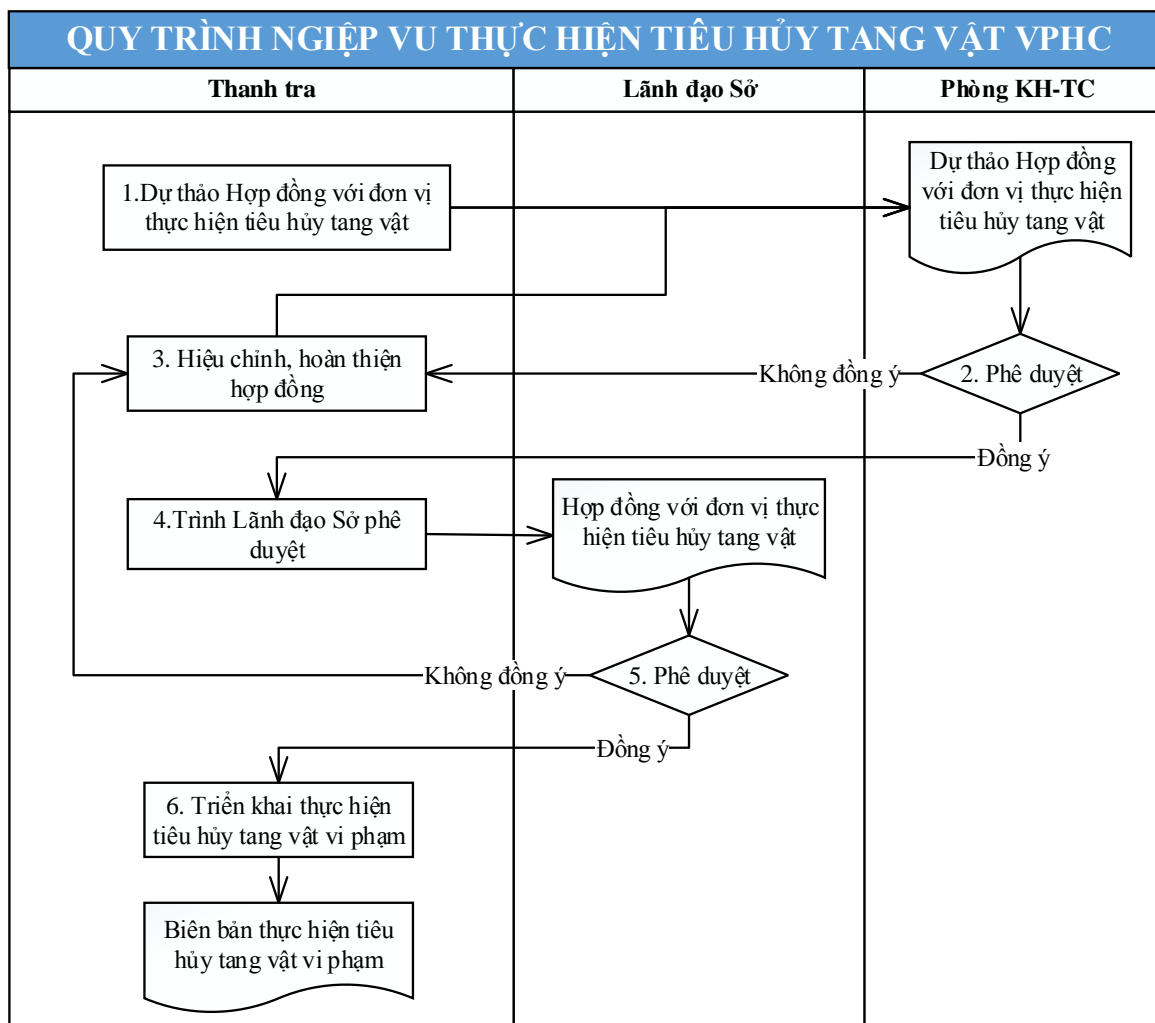 QUY TRÌNH NGIỆP VU THỰC HIỆN TIÊU HỦY TANG VẬT VPHC
Thanh tra
Lãnh đạo Sở
Phòng KH-TC
1.Dự thảo Hợp đồng với đơn vị
thực hiện tiêu hủy tang vật
Dự thảo Hợp đồng
với đơn vị thực hiện
tiêu hủy tang vật
3. Hiệu chỉnh, hoàn thiện
hợp đồng
Không đồng ý
2. Phê duyệt
Đồng ý
4.Trình Lãnh đạo Sở phê
duyệt
Hợp đồng với đơn vị thực
hiện tiêu hủy tang vật
Không đồng ý
5. Phê duyệt
Đồng ý
6. Triển khai thực hiện
tiêu hủy tang vật vi phạm
Biên bản thực hiện tiêu
hủy tang vật vi phạm